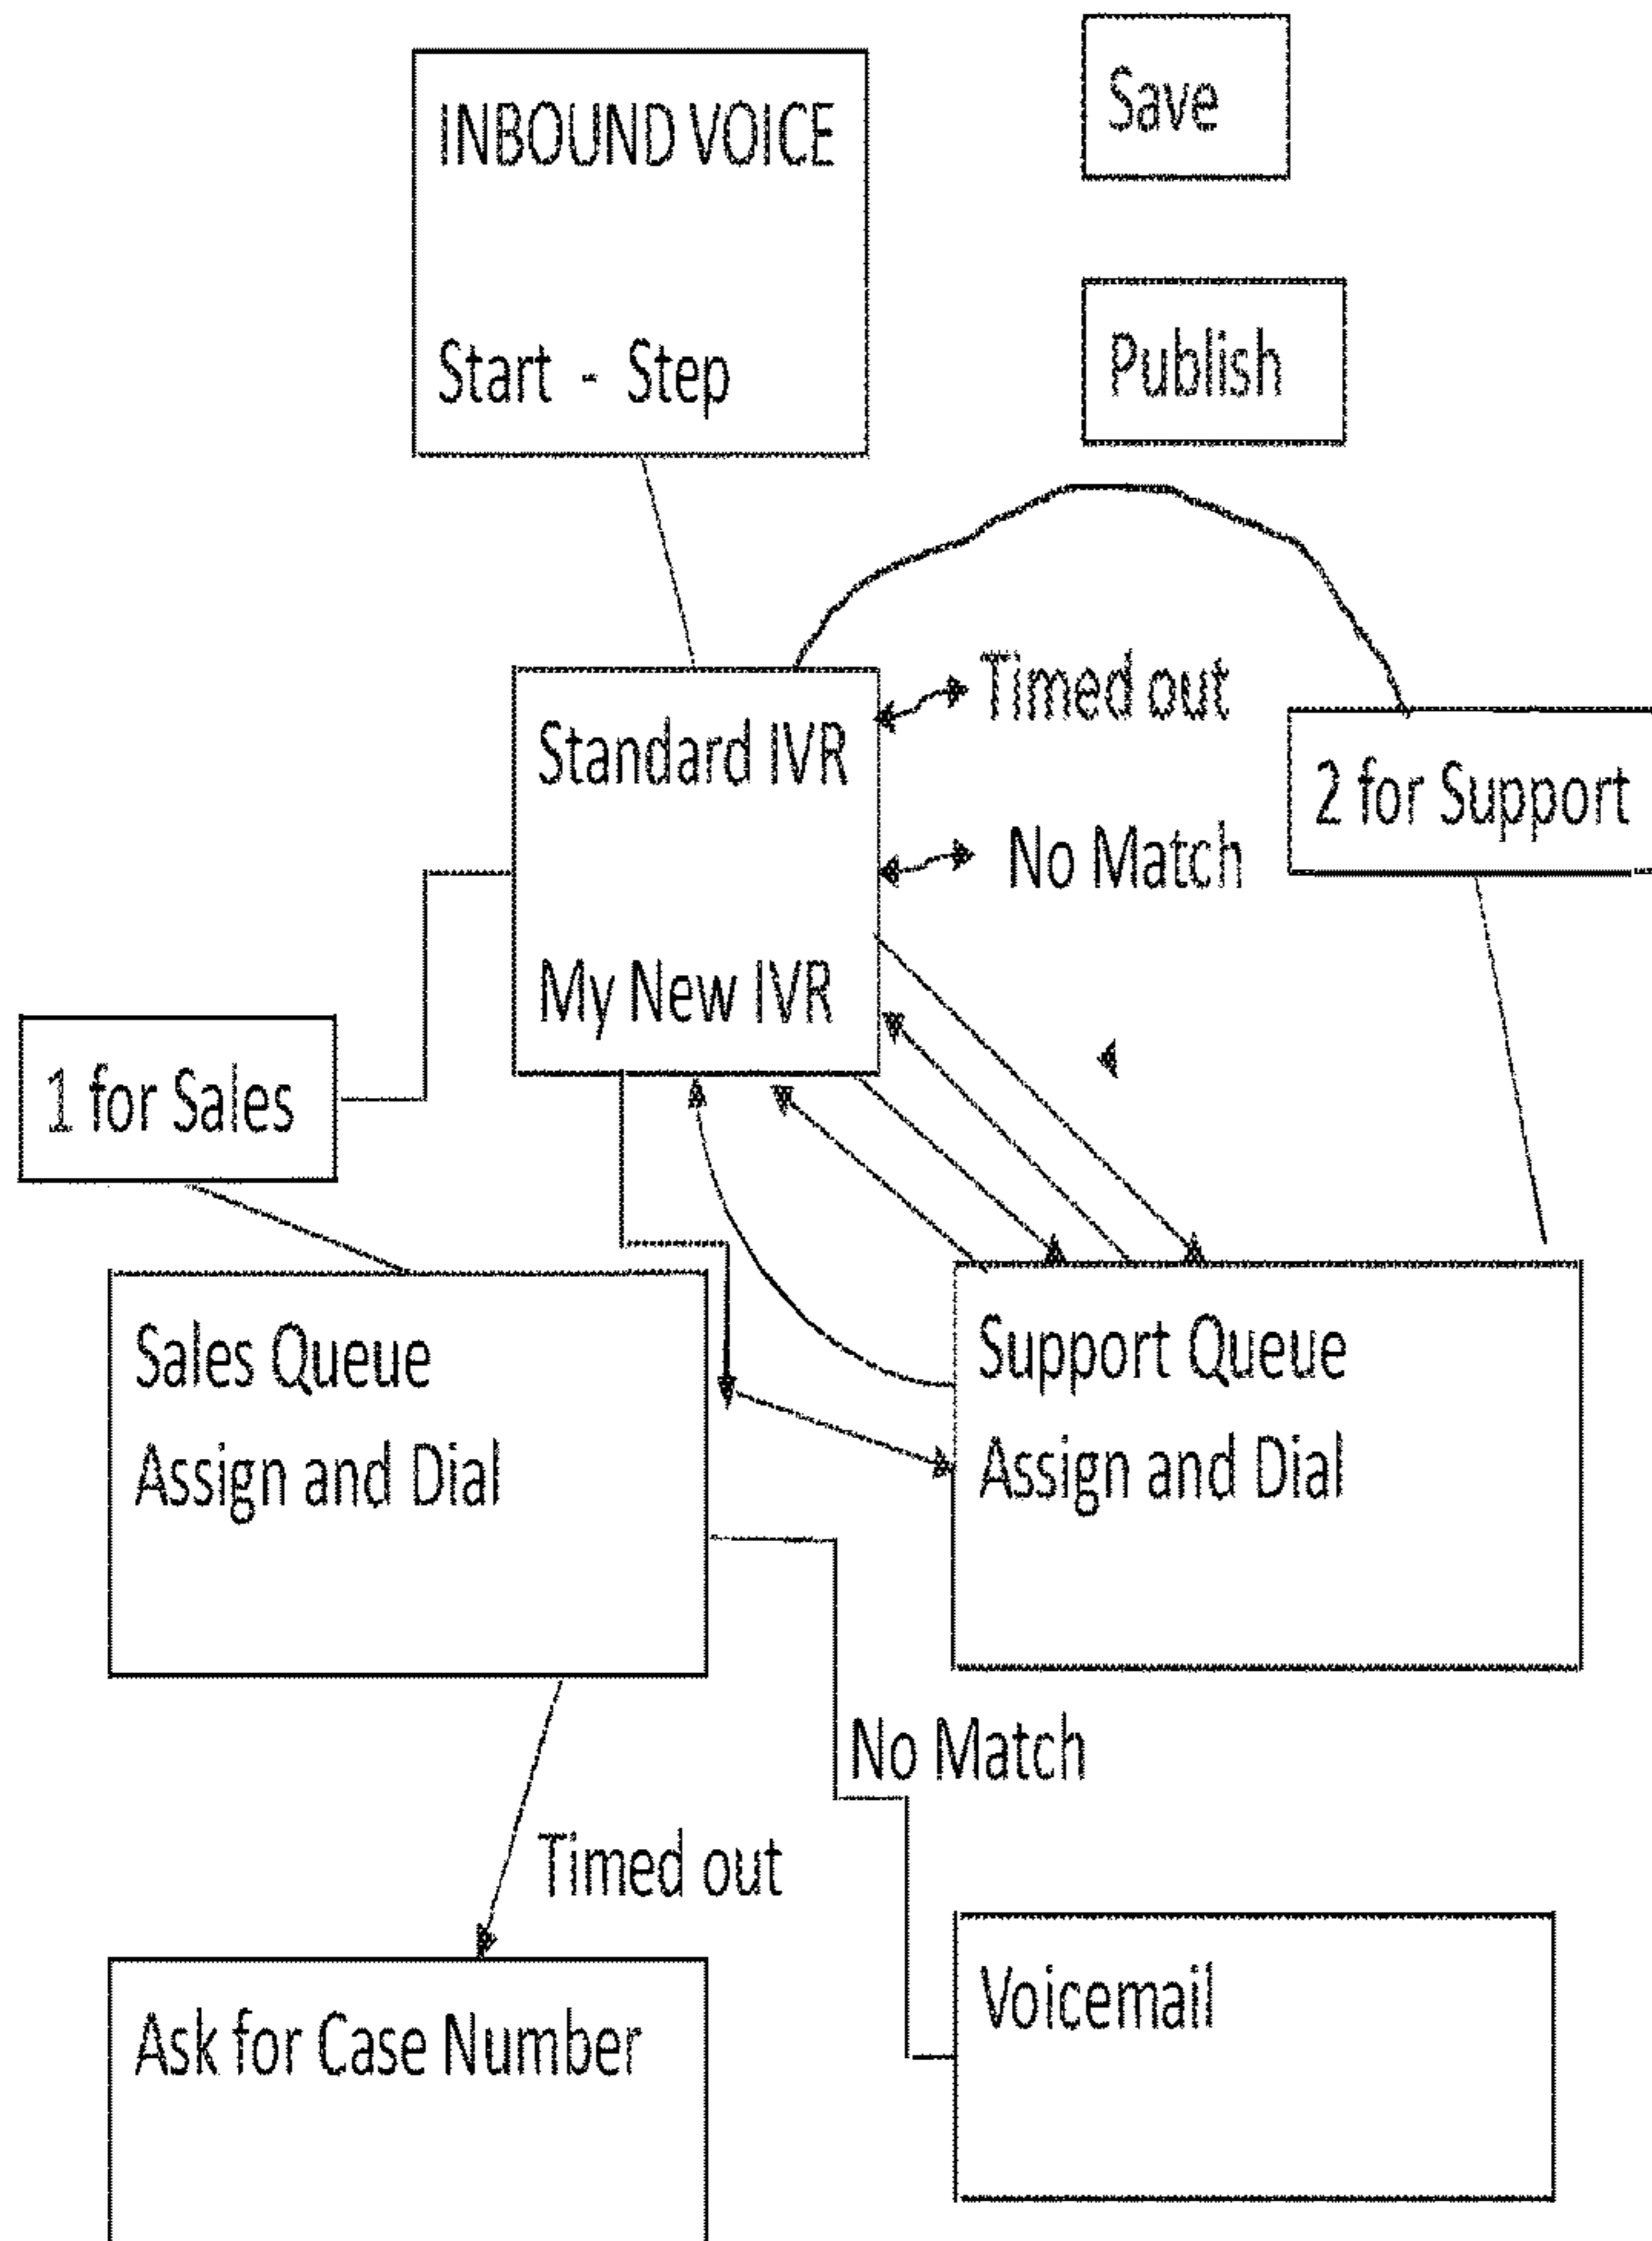 INBOUND VOICE
Start - Step
Save
Publish
Standard IVR
My New IVR
Timed out
No Match
2 for Support
1 for Sales
Sales Queue
Assign and Dial
Support Queue
Assign and Dial
No Match
Timed out
Ask for Case Number
Voicemail